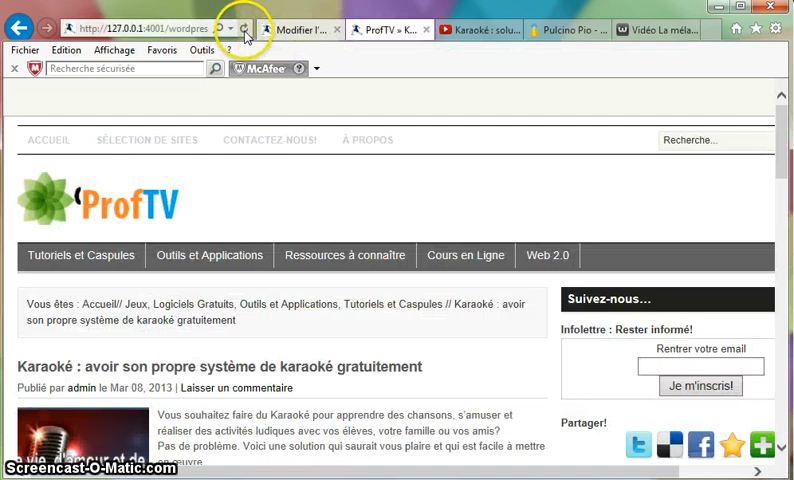 http://127.0.0.1:4001/wordpres
Modifier l'...
ProfTV » K...
Karaoké : solu...
Pulcino Pio - ...
Vidéo La méla...
Fichier Edition Affichage Favoris Outils ?
Recherche sécurisée
McAfee
ACCUEIL SÉLECTION DE SITES CONTACTEZ-NOUS! À PROPOS
Recherche...
ProfTV
Tutoriels et Caspules Outils et Applications Ressources à connaître Cours en Ligne Web 2.0
Vous êtes : Accueil// Jeux, Logiciels Gratuits, Outils et Applications, Tutoriels et Caspules // Karaoké : avoir
son propre système de karaoké gratuitement
Suivez-nous...
Infolettre : Rester informé!
Rentrer votre email
Je m'inscris!
Karaoké : avoir son propre système de karaoké gratuitement
Publié par admin le Mar 08, 2013 | Laisser un commentaire
Vous souhaitez faire du Karaoké pour apprendre des chansons, s'amuser et
réaliser des activités ludiques avec vos élèves, votre famille ou vos amis?
Pas de problème. Voici une solution qui saurait vous plaire et qui est facile à mettre
en œuvre.
Partager!
e vie, d'amour et de
Screencast-O-Matic.com